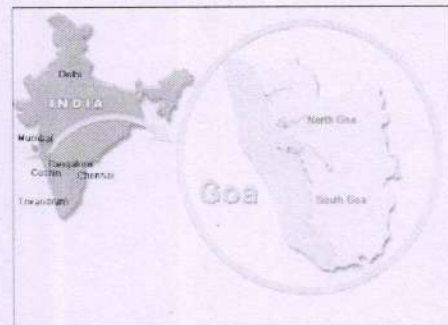 Delhi
INDIA
Mumbai
Bangalore
Cochin
Chennai
Trivandrum
North Goa
Goa
South Goa